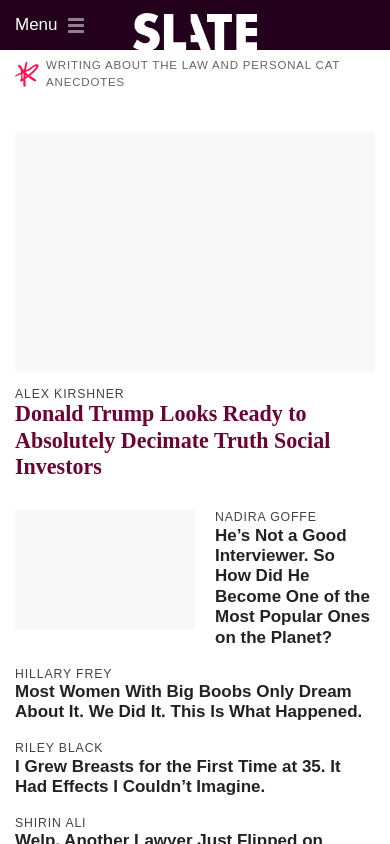 Menu
SLATE
WRITING ABOUT THE LAW AND PERSONAL CAT
ANECDOTES
ALEX KIRSHNER
Donald Trump Looks Ready to
Absolutely Decimate Truth Social
Investors
NADIRA GOFFE
He’s Not a Good
Interviewer. So
How Did He
Become One of the
Most Popular Ones
on the Planet?
HILLARY FREY
Most Women With Big Boobs Only Dream
About It. We Did It. This Is What Happened.
RILEY BLACK
I Grew Breasts for the First Time at 35. It
Had Effects I Couldn’t Imagine.
SHIRIN ALI
Welp, Another Lawyer Just Flipped on